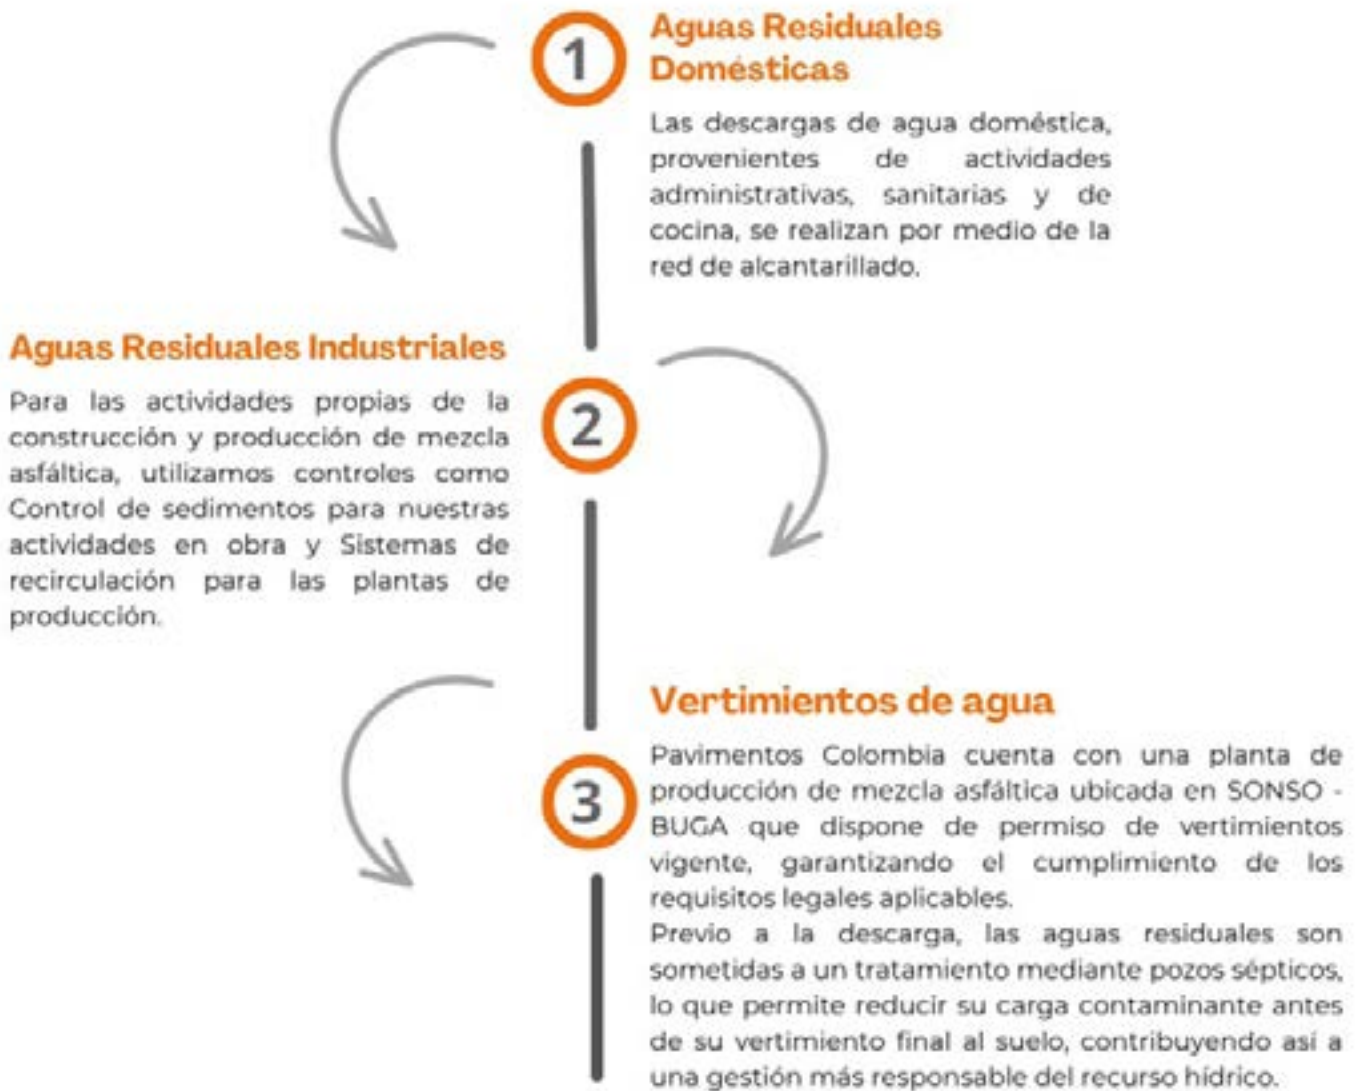 1
Aguas Residuales
Domésticas
Las descargas de agua doméstica,
provenientes de actividades
administrativas, sanitarias y de
cocina, se realizan por medio de la
red de alcantarillado.
Aguas Residuales Industriales
2
Para las actividades propias de la
construcción y producción de mezcla
asfáltica, utilizamos controles como
Control de sedimentos para nuestras
actividades en obra y Sistemas de
recirculación para las plantas de
producción.
Vertimientos de agua
3
Pavimentos Colombia cuenta con una planta de
producción de mezcla asfáltica ubicada en SONSO -
BUGA que dispone de permiso de vertimientos
vigente, garantizando el cumplimiento de los
requisitos legales aplicables.
Previo a la descarga, las aguas residuales son
sometidas a un tratamiento mediante pozos sépticos,
lo que permite reducir su carga contaminante antes
de su vertimiento final al suelo, contribuyendo así a
una gestión más responsable del recurso hídrico.